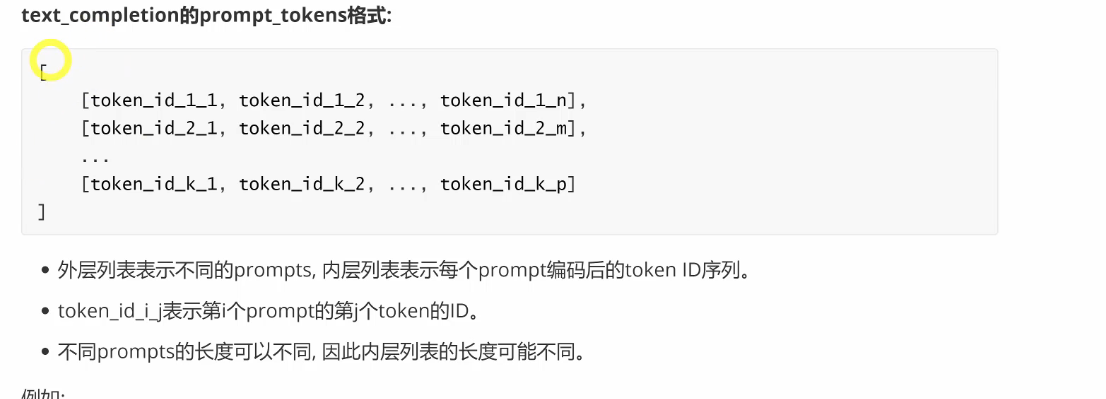 text_completion的prompt_tokens格式:
[
[token_id_1_1, token_id_1_2, ..., token_id_1_n],
[token_id_2_1, token_id_2_2, ..., token_id_2_m],
...
[token_id_k_1, token_id_k_2, ..., token_id_k_p]
]
• 外层列表表示不同的prompts, 内层列表表示每个prompt编码后的token ID序列。
• token_id_i_j表示第i个prompt的第j个token的ID。
• 不同prompts的长度可以不同, 因此内层列表的长度可能不同。
例如: